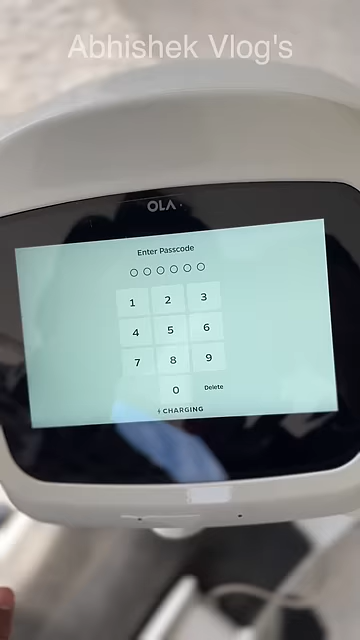 Abhishek Vlog's
OLA
Enter Passcode
1 2 3
4 5 6
7 8 9
0 Delete
CHARGING